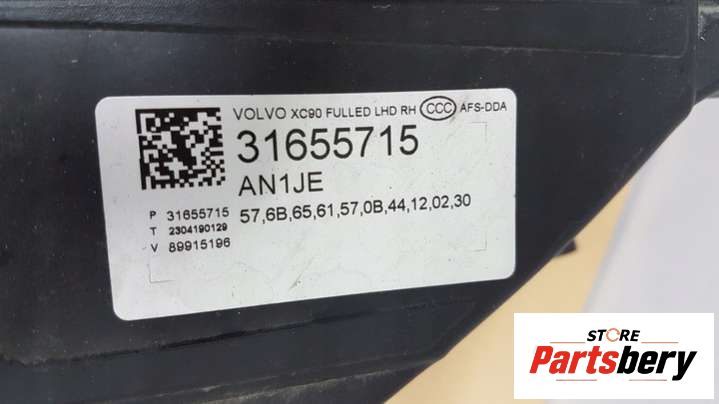 VOLVO XC90 FULLED LHD RH CCC AFS-DDA
31655715
AN1JE
57,6B,65,61,57,0B,44,12,02,30
P 31655715
T 2304190129
V 89915196
STORE
Partsbery